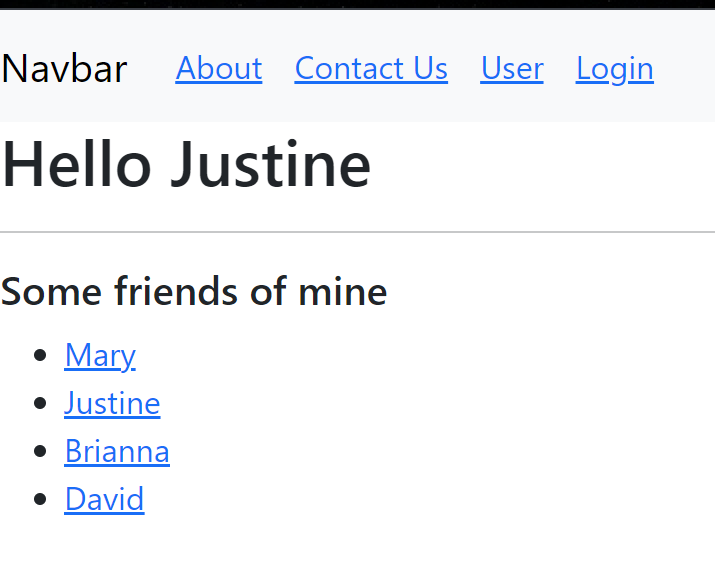 Navbar About Contact Us User Login
Hello Justine
Some friends of mine
Mary
Justine
Brianna
David